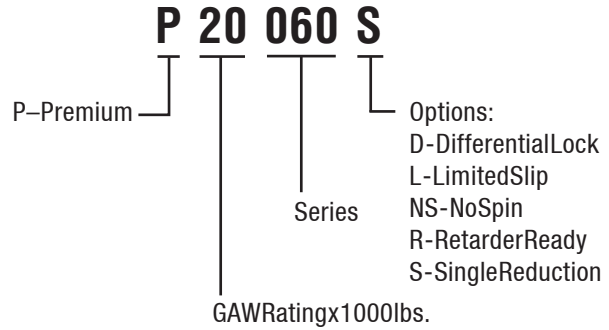 P 20 060 S
P–Premium
Options:
D-DifferentialLock
L-LimitedSlip
NS-NoSpin
R-RetarderReady
S-SingleReduction
Series
GAWRatingx1000lbs.